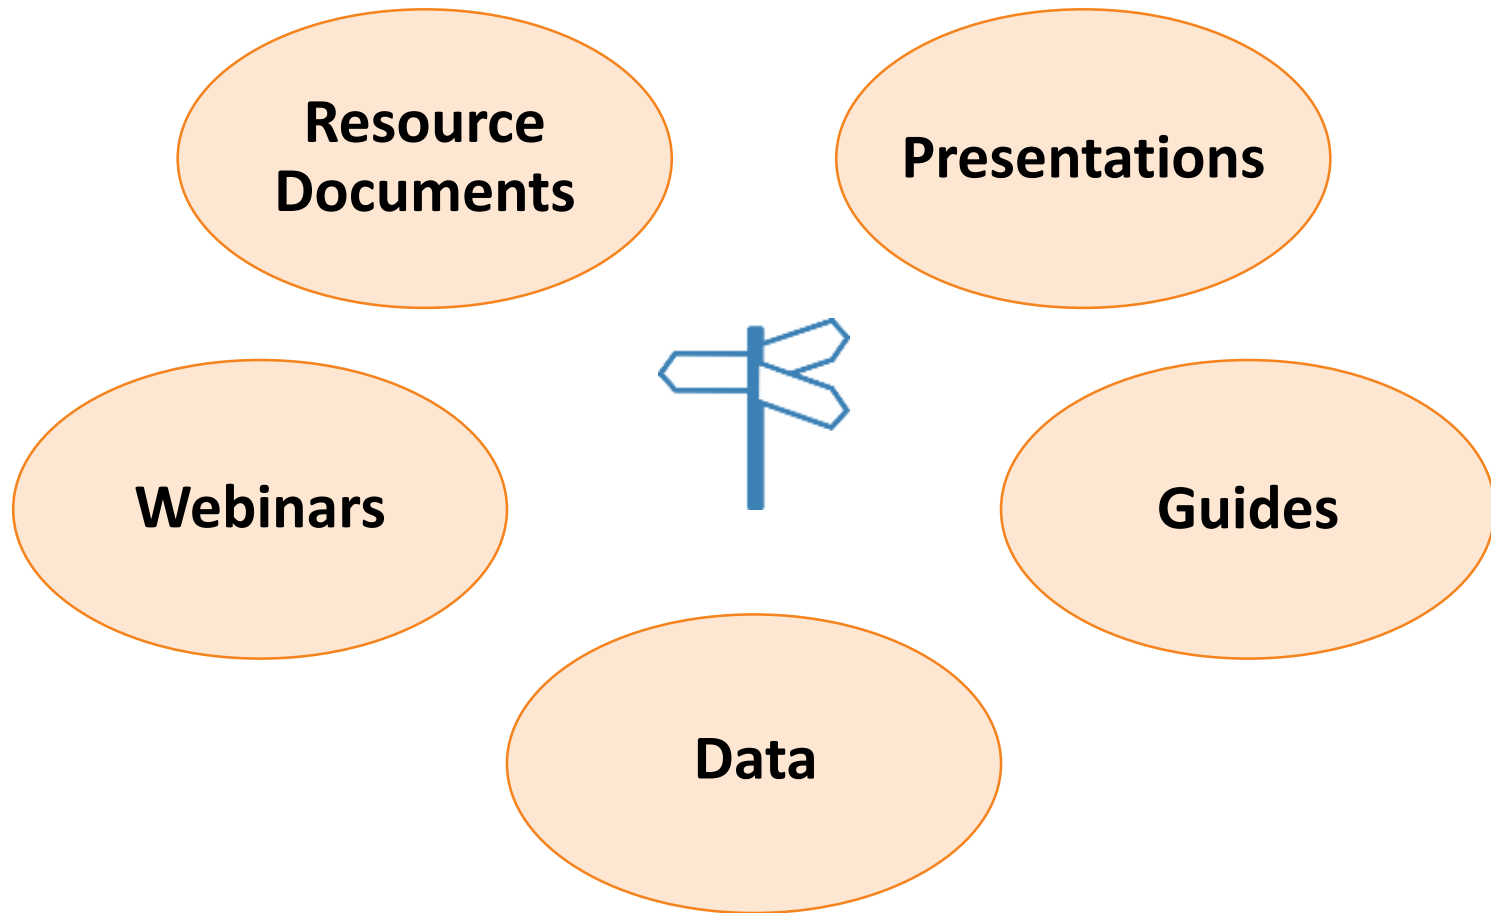 Resource
Documents
Presentations
Webinars
Guides
Data